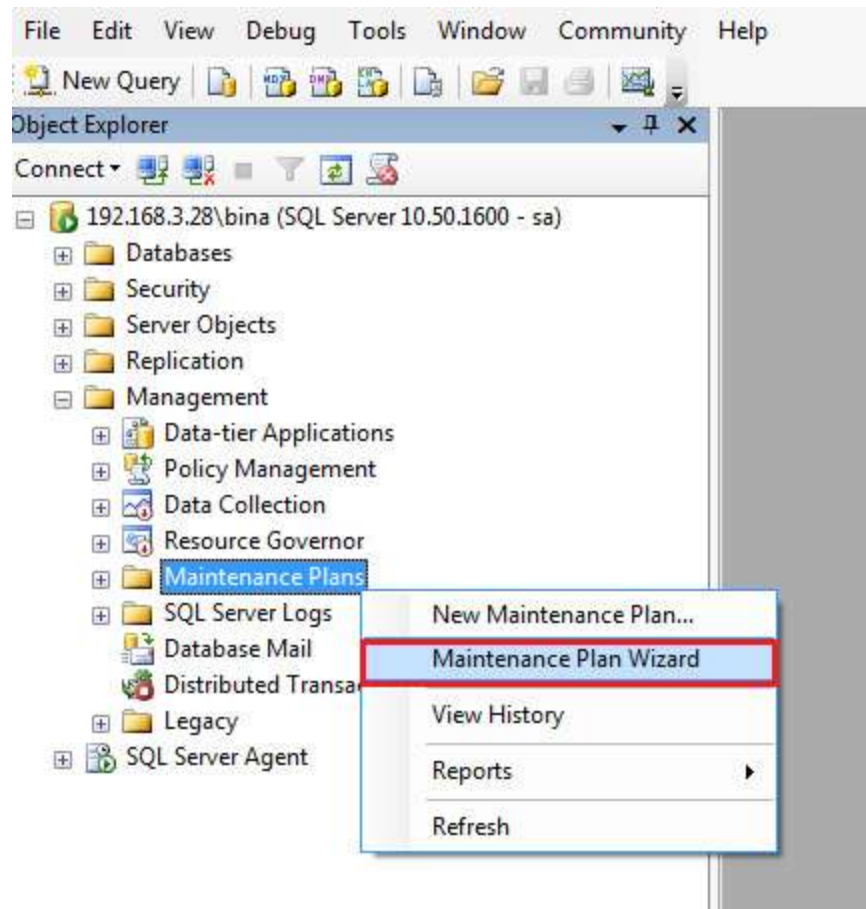 File Edit View Debug Tools Window Community Help
New Query
Object Explorer
Connect
192.168.3.28\bina (SQL Server 10.50.1600 - sa)
Databases
Security
Server Objects
Replication
Management
Data-tier Applications
Policy Management
Data Collection
Resource Governor
Maintenance Plans
SQL Server Logs
Database Mail
Distributed Transa
Legacy
SQL Server Agent
New Maintenance Plan...
Maintenance Plan Wizard
View History
Reports
Refresh